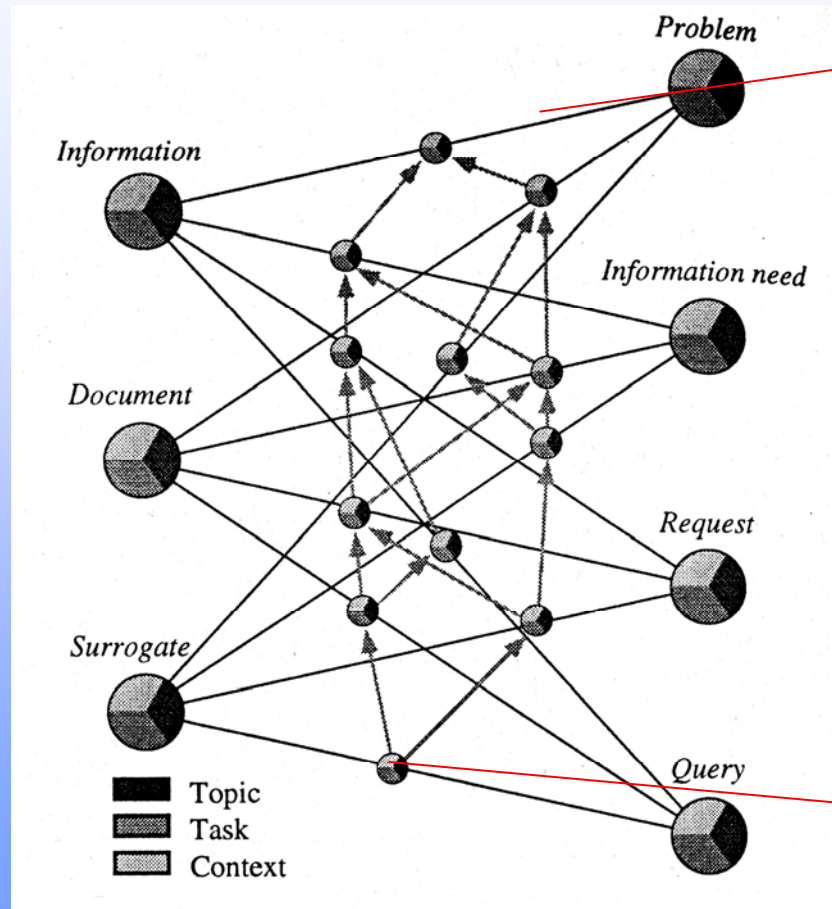 Problem
Information
Information need
Document
Request
Surrogate
Query
Topic
Task
Context